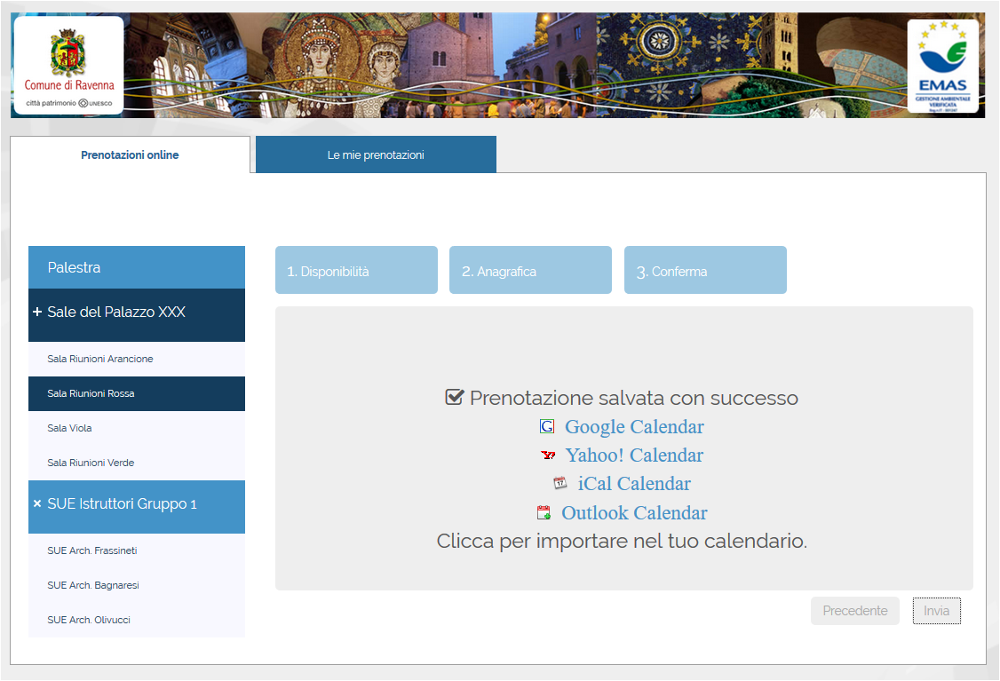 Comune di Ravenna
città patrimonio UNESCO
EMAS
GESTIONE AMBIENTALE
VERIFICATA
Prenotazioni online
Le mie prenotazioni
Palestra
+ Sale del Palazzo XXX
Sala Riunioni Arancione
Sala Riunioni Rossa
Sala Viola
Sala Riunioni Verde
× SUE Istruttori Gruppo 1
SUE Arch. Frassineti
SUE Arch. Bagnaresi
SUE Arch. Olivucci
1. Disponibilità
2. Anagrafica
3. Conferma
Prenotazione salvata con successo
Google Calendar
Yahoo! Calendar
iCal Calendar
Outlook Calendar
Clicca per importare nel tuo calendario.
Precedente
Invia